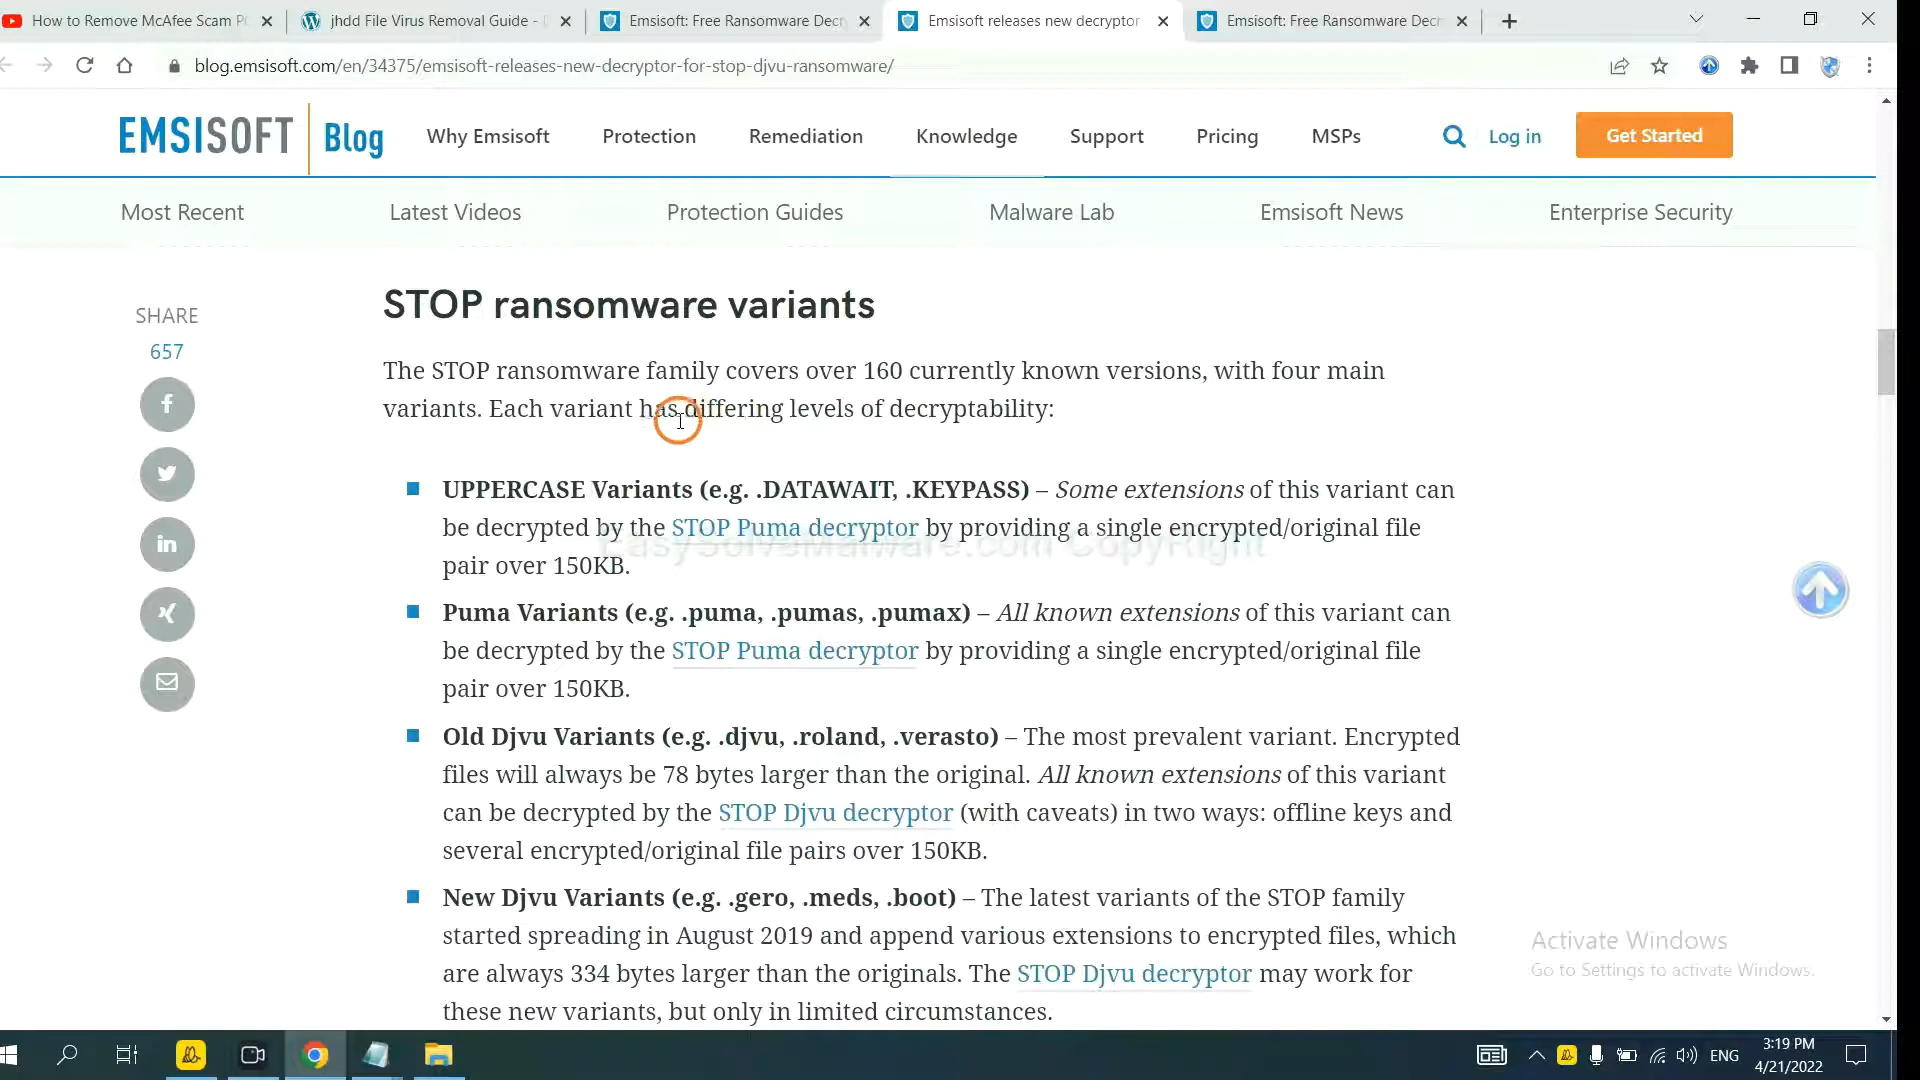 How to Remove McAfee Scam P
jhdd File Virus Removal Guide -
Emsisoft: Free Ransomware Decr
Emsisoft releases new decryptor
Emsisoft: Free Ransomware Decr
blog.emsisoft.com/en/34375/emsisoft-releases-new-decryptor-for-stop-djvu-ransomware/
EMSISOFT Blog
Why Emsisoft Protection Remediation Knowledge Support Pricing MSPs Log in Get Started
Most Recent Latest Videos Protection Guides Malware Lab Emsisoft News Enterprise Security
SHARE
657
STOP ransomware variants
The STOP ransomware family covers over 160 currently known versions, with four main
variants. Each variant has differing levels of decryptability:
UPPERCASE Variants (e.g. .DATAWAIT, .KEYPASS) – Some extensions of this variant can
be decrypted by the STOP Puma decryptor by providing a single encrypted/original file
EasySolveMalware.com CopyRight
pair over 150KB.
Puma Variants (e.g. .puma, .pumas, .pumax) – All known extensions of this variant can
be decrypted by the STOP Puma decryptor by providing a single encrypted/original file
pair over 150KB.
Old Djvu Variants (e.g. .djvu, .roland, .verasto) – The most prevalent variant. Encrypted
files will always be 78 bytes larger than the original. All known extensions of this variant
can be decrypted by the STOP Djvu decryptor (with caveats) in two ways: offline keys and
several encrypted/original file pairs over 150KB.
New Djvu Variants (e.g. .gero, .meds, .boot) – The latest variants of the STOP family
started spreading in August 2019 and append various extensions to encrypted files, which
are always 334 bytes larger than the originals. The STOP Djvu decryptor may work for
these new variants, but only in limited circumstances.
Activate Windows
Go to Settings to activate Windows.
ENG
3:19 PM
4/21/2022